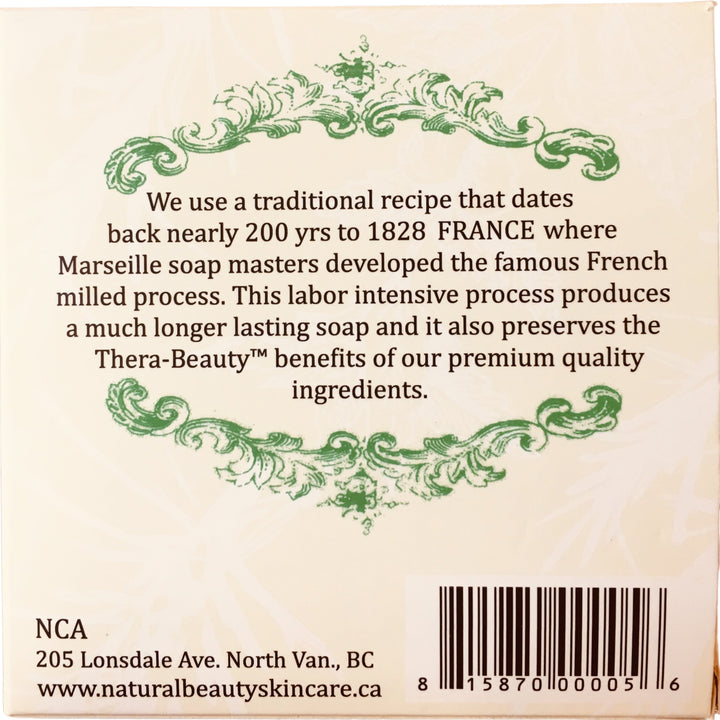 We use a traditional recipe that dates
back nearly 200 yrs to 1828 FRANCE where
Marseille soap masters developed the famous French
milled process. This labor intensive process produces
a much longer lasting soap and it also preserves the
Thera-Beauty™ benefits of our premium quality
ingredients.
NCA
205 Lonsdale Ave. North Van., BC
www.naturalbeautyskincare.ca
8 15870 00005 6